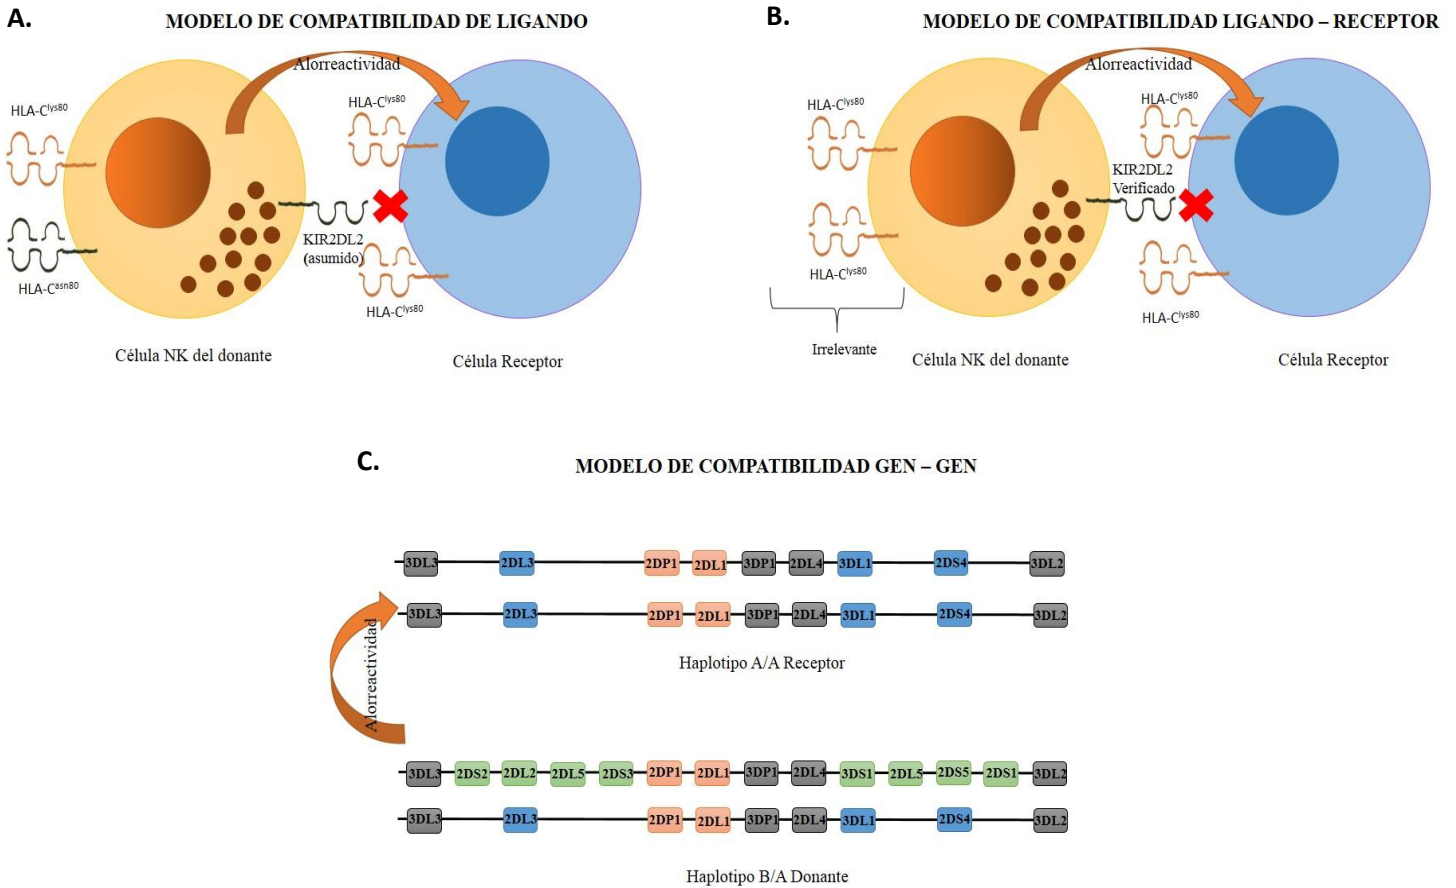 A.
MODELO DE COMPATIBILIDAD DE LIGANDO
Alorreactividad
HLA-Clys80
HLA-Clys80
HLA-Casn80
KIR2DL2
(asumido)
HLA-Clys80
Célula NK del donante
Célula Receptor
B.
MODELO DE COMPATIBILIDAD LIGANDO – RECEPTOR
Alorreactividad
HLA-Clys80
HLA-Clys80
KIR2DL2
Verificado
HLA-Clys80
HLA-Clys80
Irrelevante
Célula NK del donante
Célula Receptor
C.
MODELO DE COMPATIBILIDAD GEN – GEN
3DL3 2DL3 2DP1 2DL1 3DP1 2DL4 3DL1 2DS4 3DL2
3DL3 2DL3 2DP1 2DL1 3DP1 2DL4 3DL1 2DS4 3DL2
Haplotipo A/A Receptor
Alorreactividad
3DL3 2DS2 2DL2 2DL5 2DS3 2DP1 2DL1 3DP1 2DL4 3DS1 2DL5 2DS5 2DS1 3DL2
3DL3 2DL3 2DP1 2DL1 3DP1 2DL4 3DL1 2DS4 3DL2
Haplotipo B/A Donante